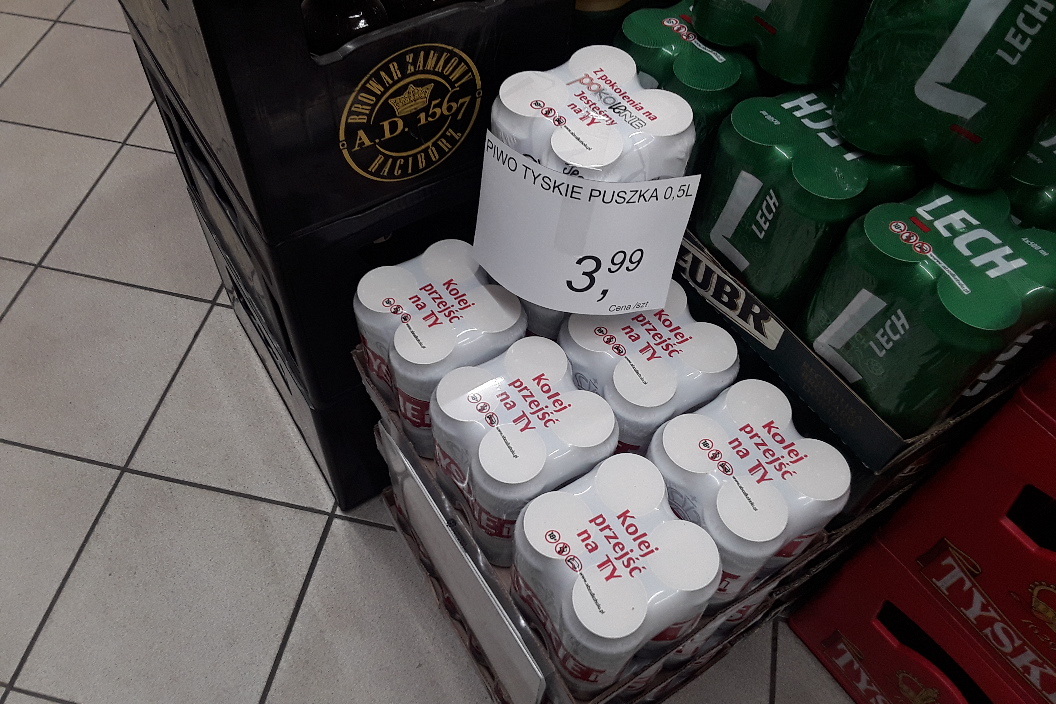 BROWAR ZAMKOWY
A.D. 1567
RACIBÓRZ
Z pokolenia na
POKOLENIE
Jesteśmy
na TY
PIWO TYSKIE PUSZKA 0,5L
3,99
Cena /szt.
LECH
LECH
LECH
LECH
LECH
ŻUBR
Kolej
przejść
na TY
Kolej
przejść
na TY
Kolej
przejść
na TY
Kolej
przejść
na TY
Kolej
przejść
na TY
TYSKI
TYS